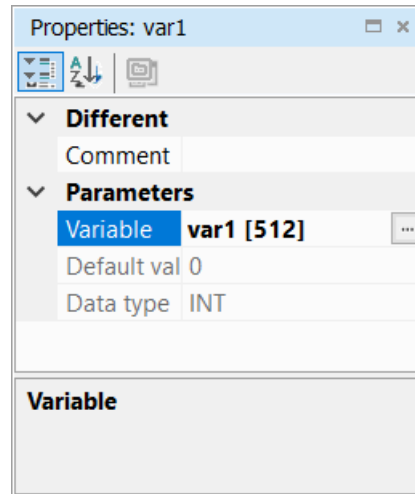 Properties: var1
Different
Comment
Parameters
Variable var1 [512] ...
Default val 0
Data type INT
Variable